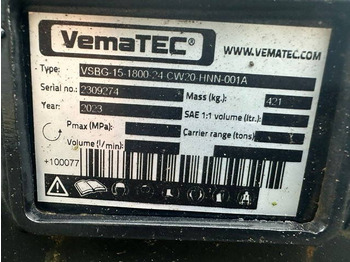 VemaTEC®
WWW.VEMATEC.COM
Type: VSBG-15-1800-24 CW20-HNN-001A
Serial no.: 2309274 Mass (kg.): 421
Year: 2023 SAE 1:1 volume (ltr.):
Pmax (MPa): Carrier range (tons)
Volume (l/min):
+100077